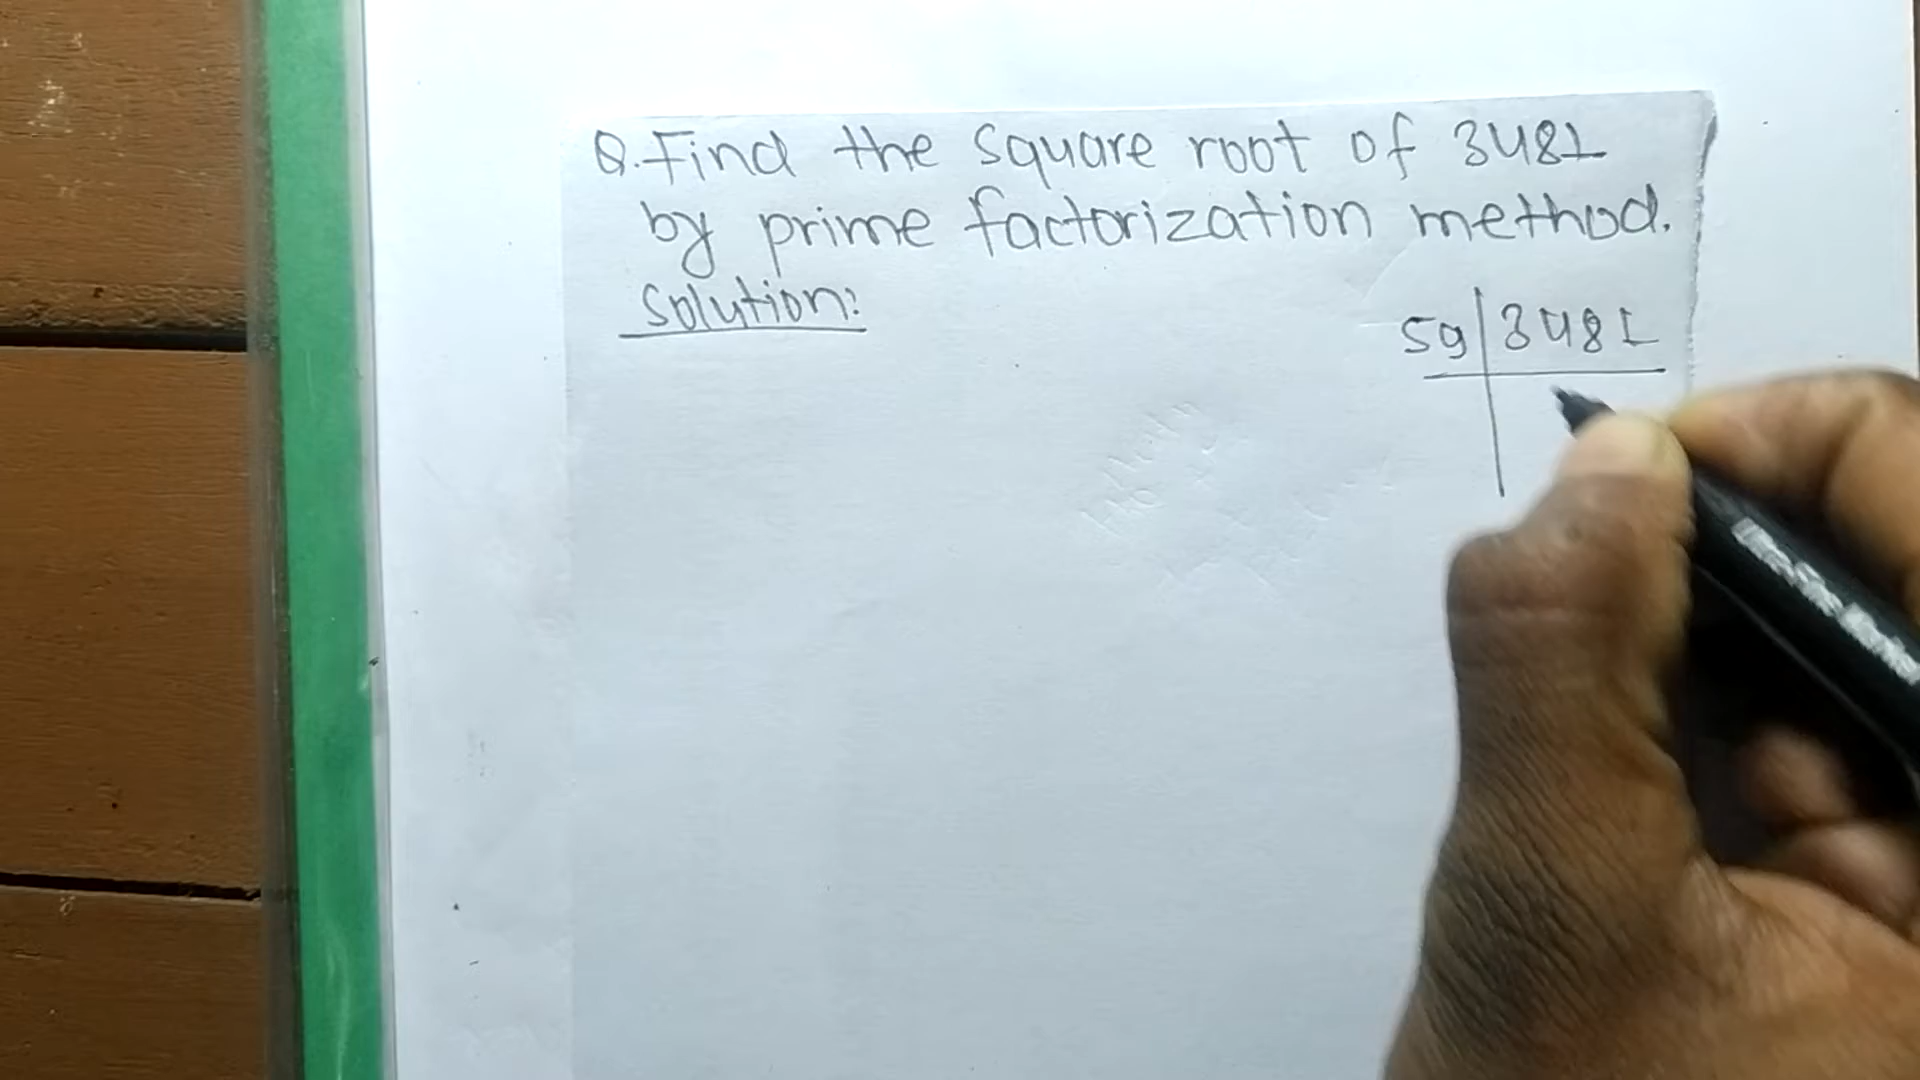 Q. Find the square root of 3481
by prime factorization method.
Solution:
59 3481